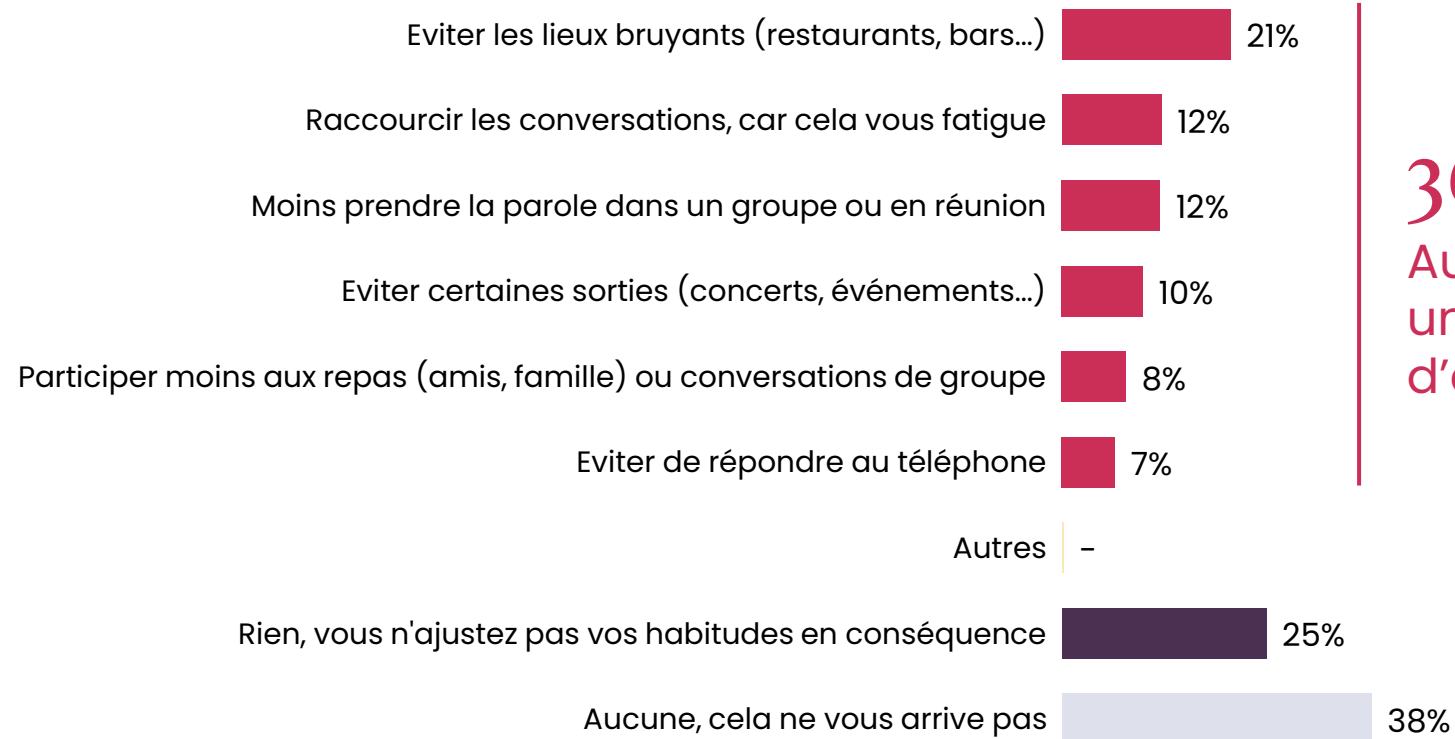 Eviter les lieux bruyants (restaurants, bars...) 21%
Raccourcir les conversations, car cela vous fatigue 12%
Moins prendre la parole dans un groupe ou en réunion 12%
Eviter certaines sorties (concerts, événements...) 10%
Participer moins aux repas (amis, famille) ou conversations de groupe 8%
Eviter de répondre au téléphone 7%
Autres -
Rien, vous n'ajustez pas vos habitudes en conséquence 25%
Aucune, cela ne vous arrive pas 38%